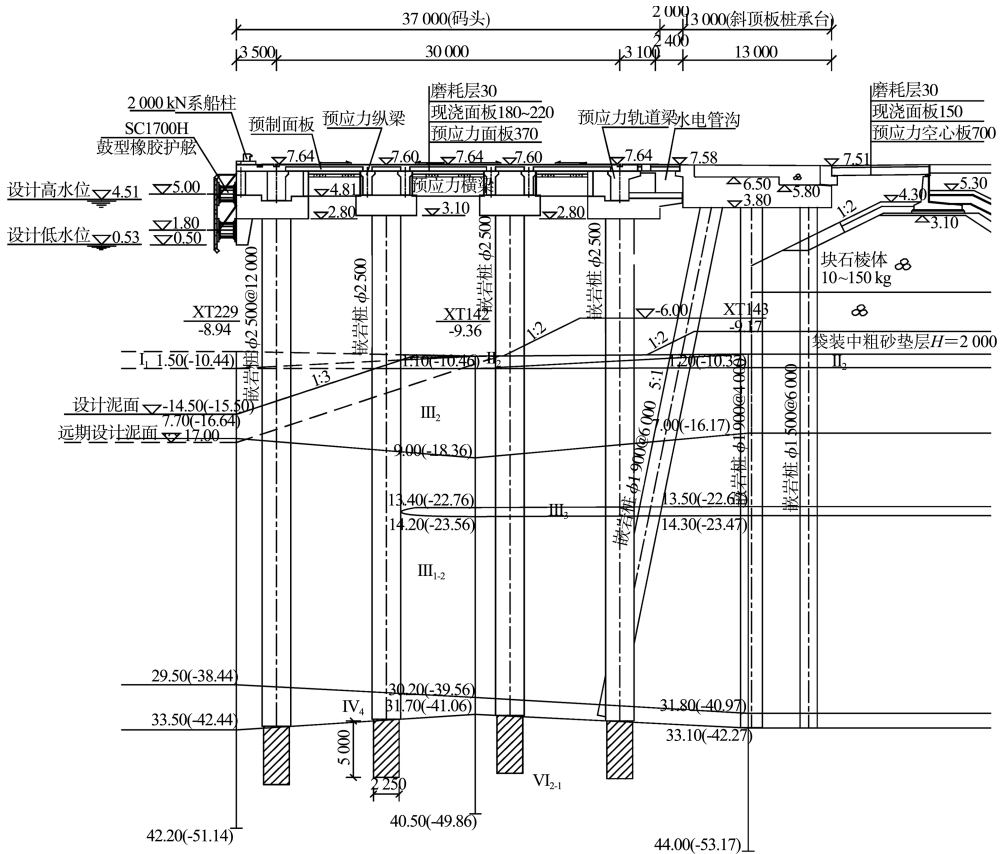 37 000(码头)
2 000
13 000(斜顶板桩承台)
3 500
30 000
3 100
2 400
13 000
2 000 kN系船柱
SC1700H
鼓型橡胶护舷
预制面板
预应力纵梁
磨耗层30
现浇面板180~220
预应力面板370
预应力轨道梁
水电管沟
磨耗层30
现浇面板150
预应力空心板700
7.64
7.60
7.64
7.60
7.64
7.58
7.51
设计高水位
4.51
5.00
4.81
预应力横梁
6.50
5.80
4.30
5.30
2.80
3.10
2.80
3.80
3.10
1:2
1.80
设计低水位
0.53
0.50
嵌岩桩 ϕ2 500@12 000
嵌岩桩 ϕ2 500
嵌岩桩 ϕ2 500
嵌岩桩 ϕ2 500
块石棱体
10~150 kg
XT229
-8.94
XT142
-9.36
-6.00
XT143
-9.17
1:2
1:2
袋装中粗砂垫层H＝2 000
I₁
1.50(-10.44)
1.10(-10.46)
II₂
1.20(-10.37)
II₂
1:3
5:1
设计泥面
-14.50(-15.50)
7.70(-16.64)
III₂
7.00(-16.17)
远期设计泥面
-17.00
9.00(-18.36)
嵌岩桩 ϕ1 900@6 000
嵌岩桩 ϕ1 900@4 000
嵌岩桩 ϕ1 500@6 000
13.40(-22.76)
13.50(-22.67)
III₃
14.20(-23.56)
14.30(-23.47)
III₁₋₂
29.50(-38.44)
30.20(-39.56)
31.80(-40.97)
IV₄
31.70(-41.06)
33.50(-42.44)
33.10(-42.27)
5 000
2 250
VI₂₋₁
42.20(-51.14)
40.50(-49.86)
44.00(-53.17)